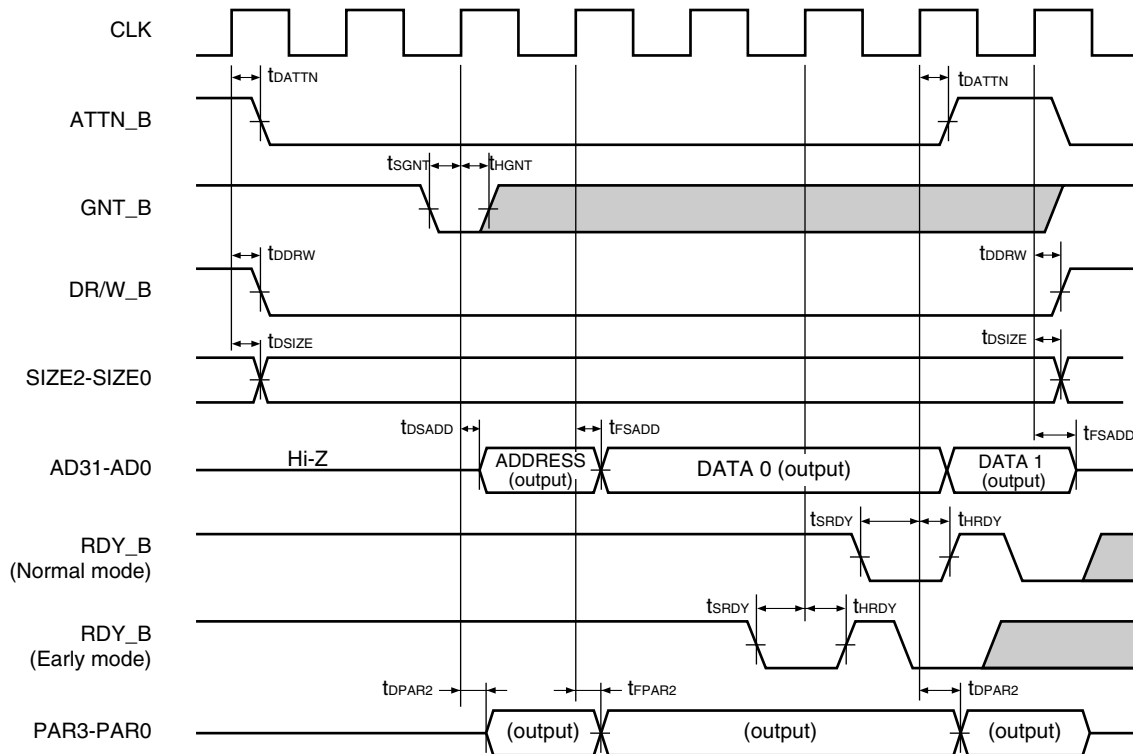 CLK
tDATTN
tDATTN
ATTN_B
tSGNT
tHGNT
GNT_B
tDDRW
tDDRW
DR/W_B
tDSIZE
tDSIZE
SIZE2-SIZE0
tDSADD
tFSADD
tFSADD
AD31-AD0
Hi-Z
ADDRESS
(output)
DATA 0 (output)
DATA 1
(output)
tSRDY
tHRDY
RDY_B
(Normal mode)
tSRDY
tHRDY
RDY_B
(Early mode)
tDPAR2
tFPAR2
tDPAR2
PAR3-PAR0
(output)
(output)
(output)